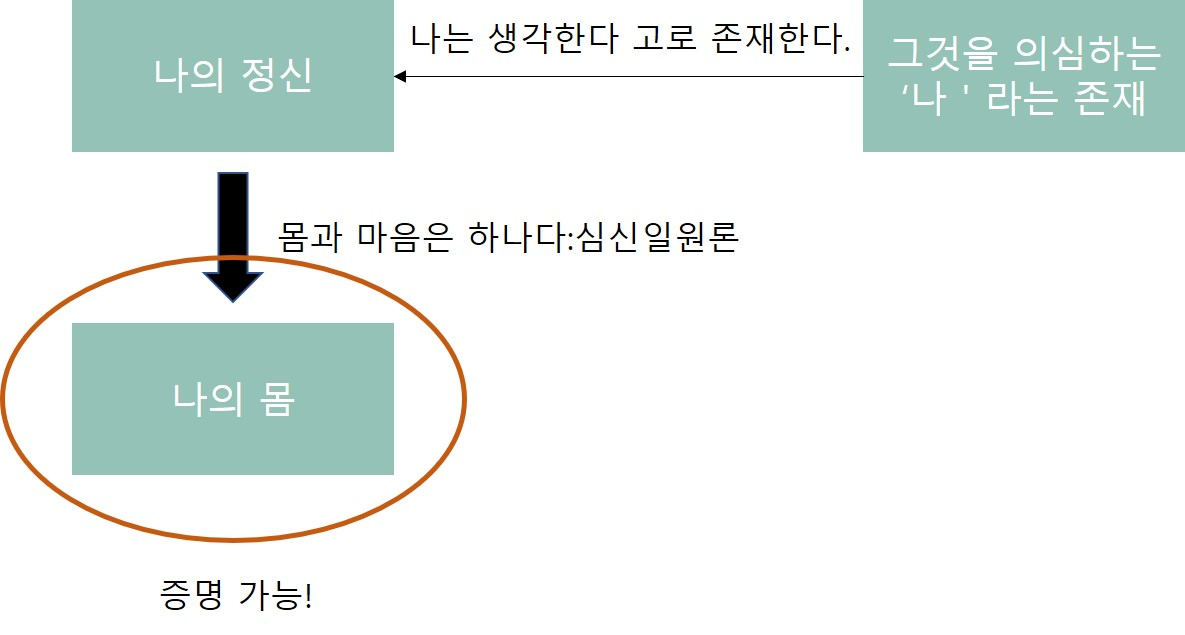 나의 정신
나는 생각한다 고로 존재한다.
그것을 의심하는
‘나 ' 라는 존재
몸과 마음은 하나다:심신일원론
나의 몸
증명 가능!